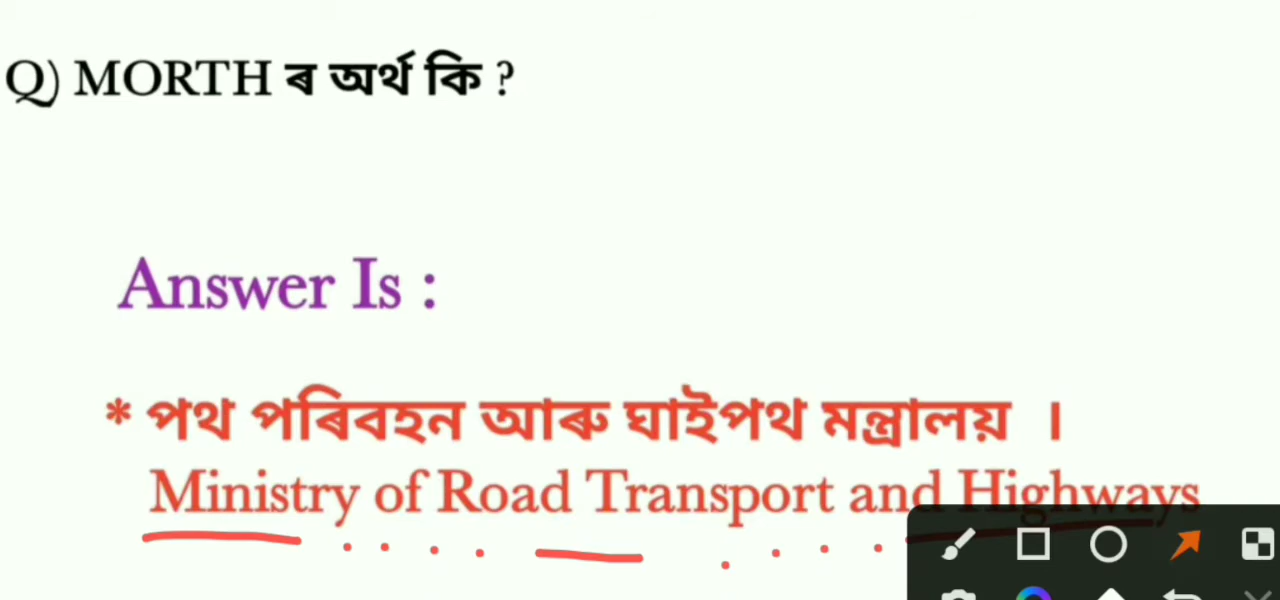 Q) MORTH ৰ অৰ্থ কি ?
Answer Is :
* পথ পৰিবহন আৰু ঘাইপথ মন্ত্ৰালয় ।
Ministry of Road Transport and Highways